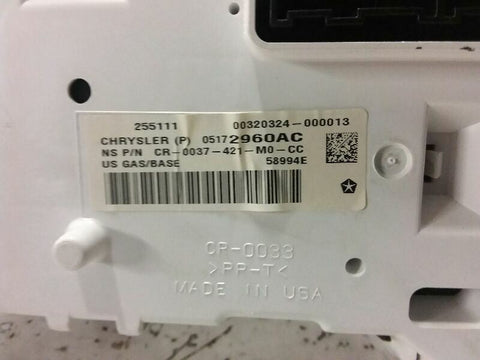 255111 00320324-000013
CHRYSLER (P) 05172960AC
NS P/N CR-0037-421-M0-CC
US GAS/BASE 58994E
CR-0033
>PP-T<
MADE IN USA